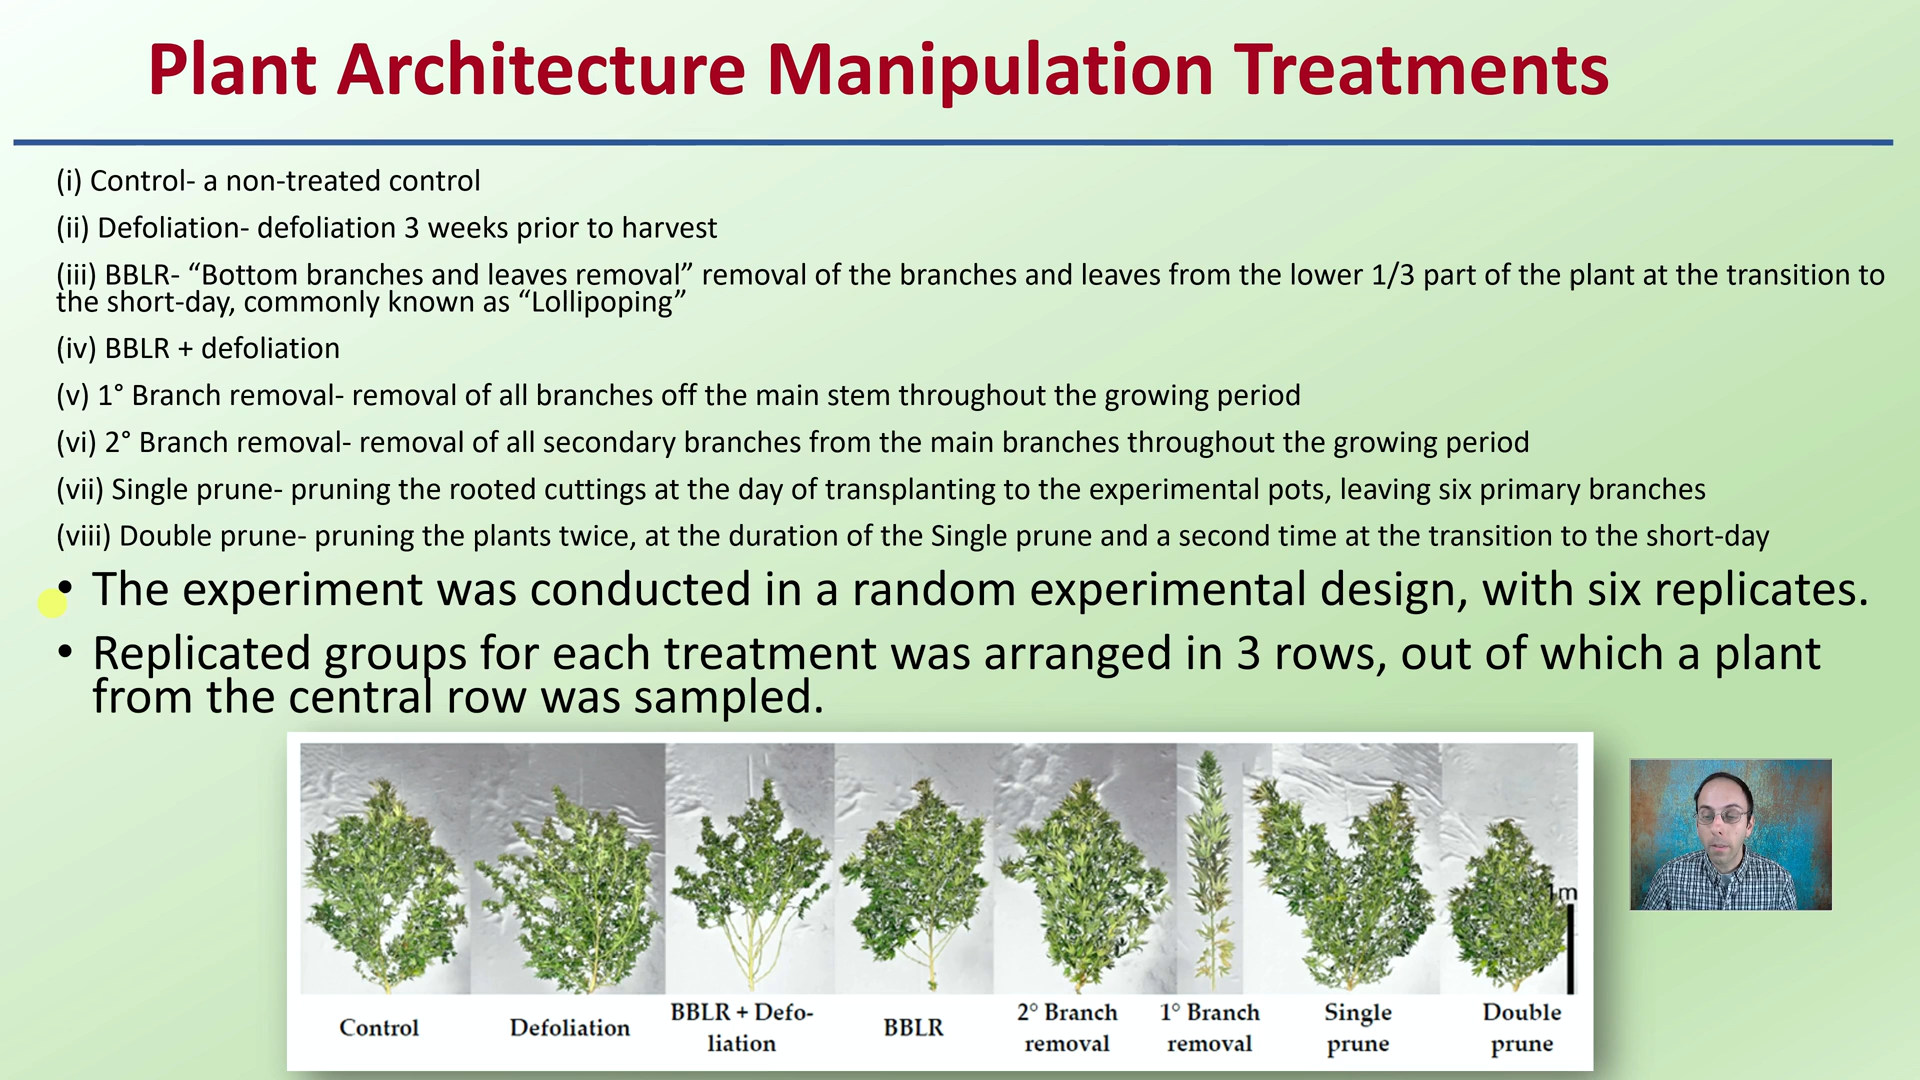 Plant Architecture Manipulation Treatments
(i) Control- a non-treated control
(ii) Defoliation- defoliation 3 weeks prior to harvest
(iii) BBLR- “Bottom branches and leaves removal” removal of the branches and leaves from the lower 1/3 part of the plant at the transition to
the short-day, commonly known as “Lollipoping”
(iv) BBLR + defoliation
(v) 1° Branch removal- removal of all branches off the main stem throughout the growing period
(vi) 2° Branch removal- removal of all secondary branches from the main branches throughout the growing period
(vii) Single prune- pruning the rooted cuttings at the day of transplanting to the experimental pots, leaving six primary branches
(viii) Double prune- pruning the plants twice, at the duration of the Single prune and a second time at the transition to the short-day
• The experiment was conducted in a random experimental design, with six replicates.
• Replicated groups for each treatment was arranged in 3 rows, out of which a plant
from the central row was sampled.
1m
Control
Defoliation
BBLR + Defo-
liation
BBLR
2° Branch
removal
1° Branch
removal
Single
prune
Double
prune